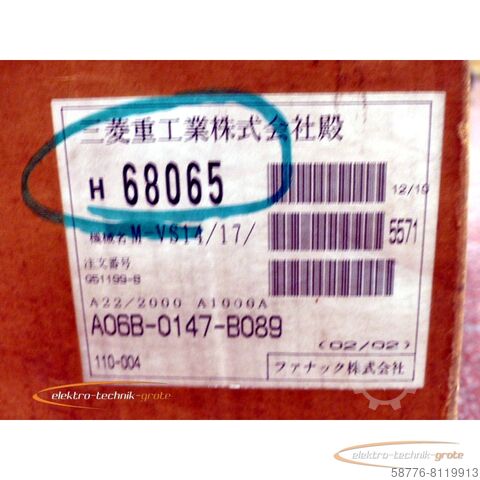 三菱重工業株式会社殿
H 68065
12/19
機械名 M-VS14/17/
5571
注文番号
G51199-B
A22/2000 A1000A
A06B-0147-B089
(02/02)
110-004
ファナック株式会社
elektro-technik-grote
elektro-technik-grote
58776-8119913